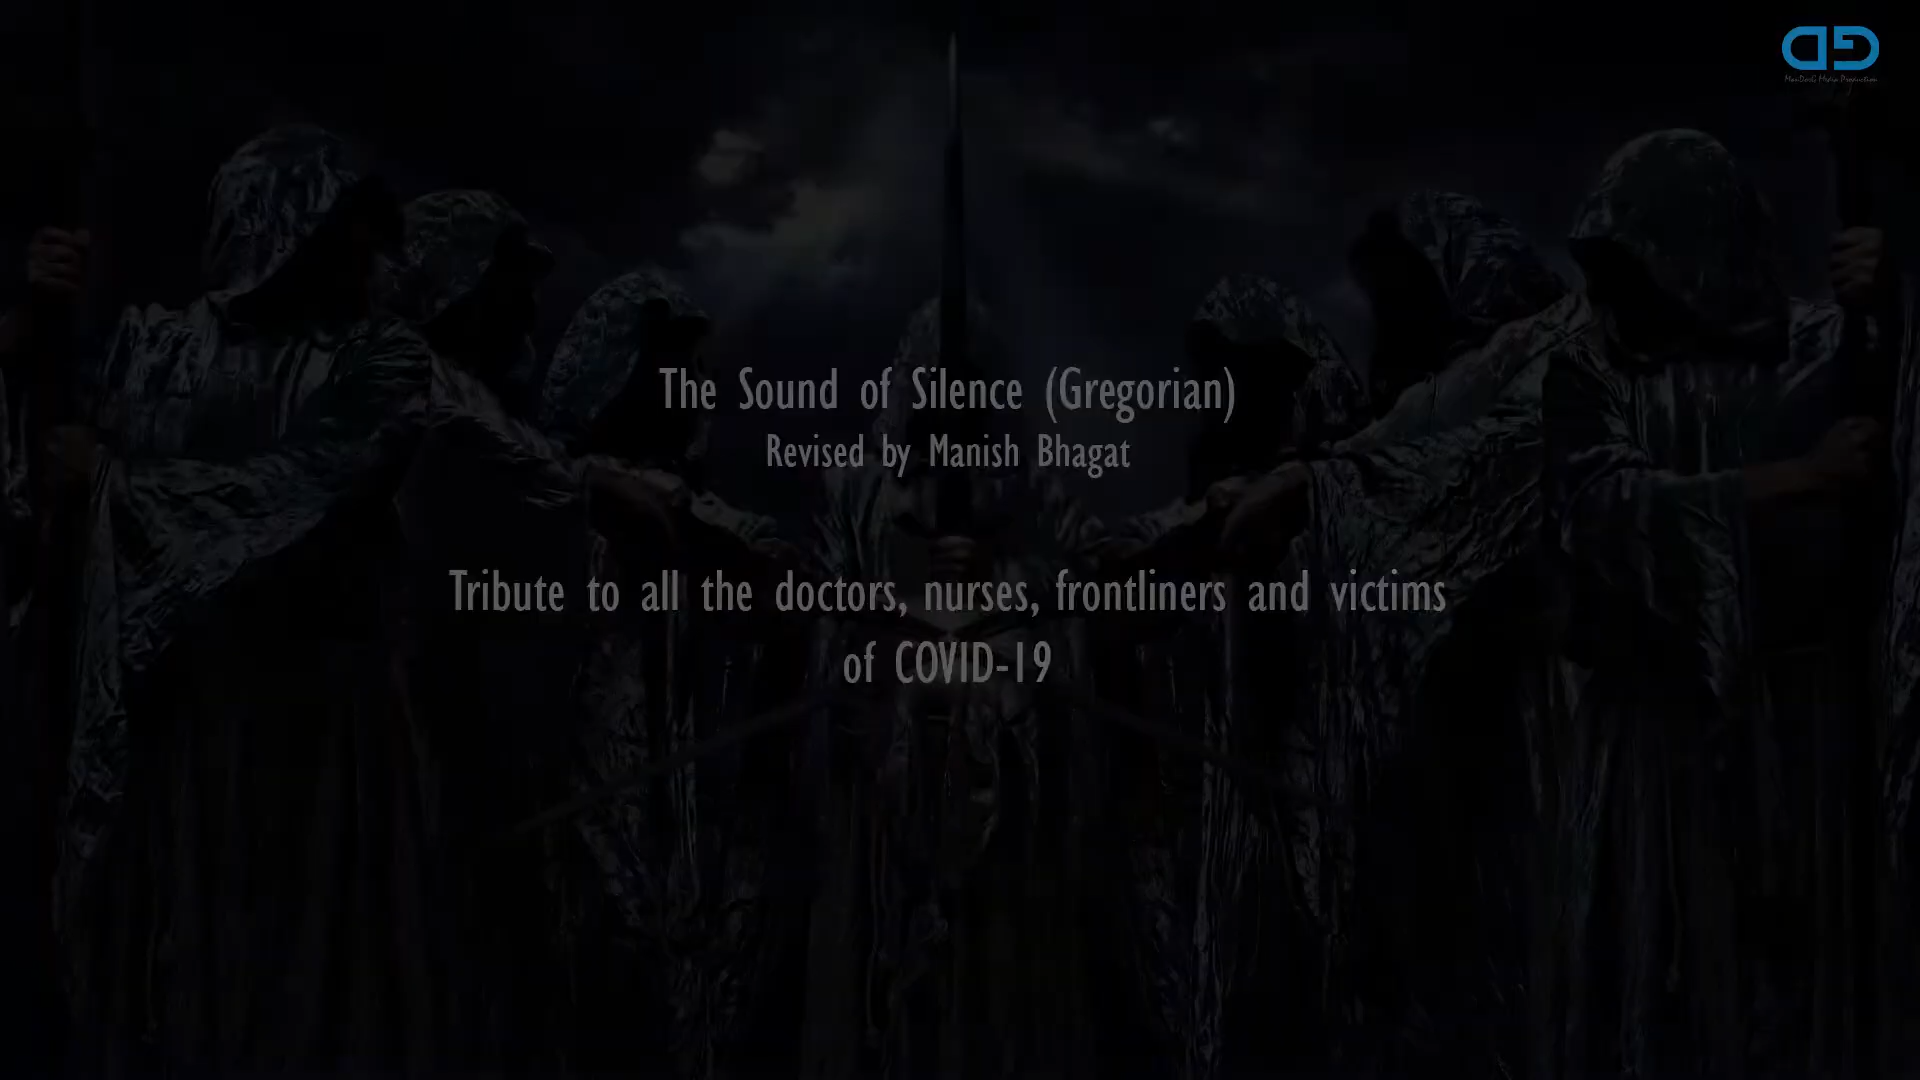 The Sound of Silence (Gregorian)
Revised by Manish Bhagat
Tribute to all the doctors, nurses, frontliners and victims
of COVID-19